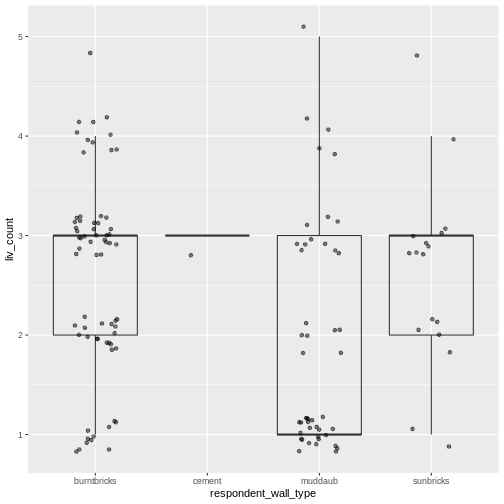 liv_count
5
4
3
2
1
burntbricks cement muddaub sunbricks
respondent_wall_type